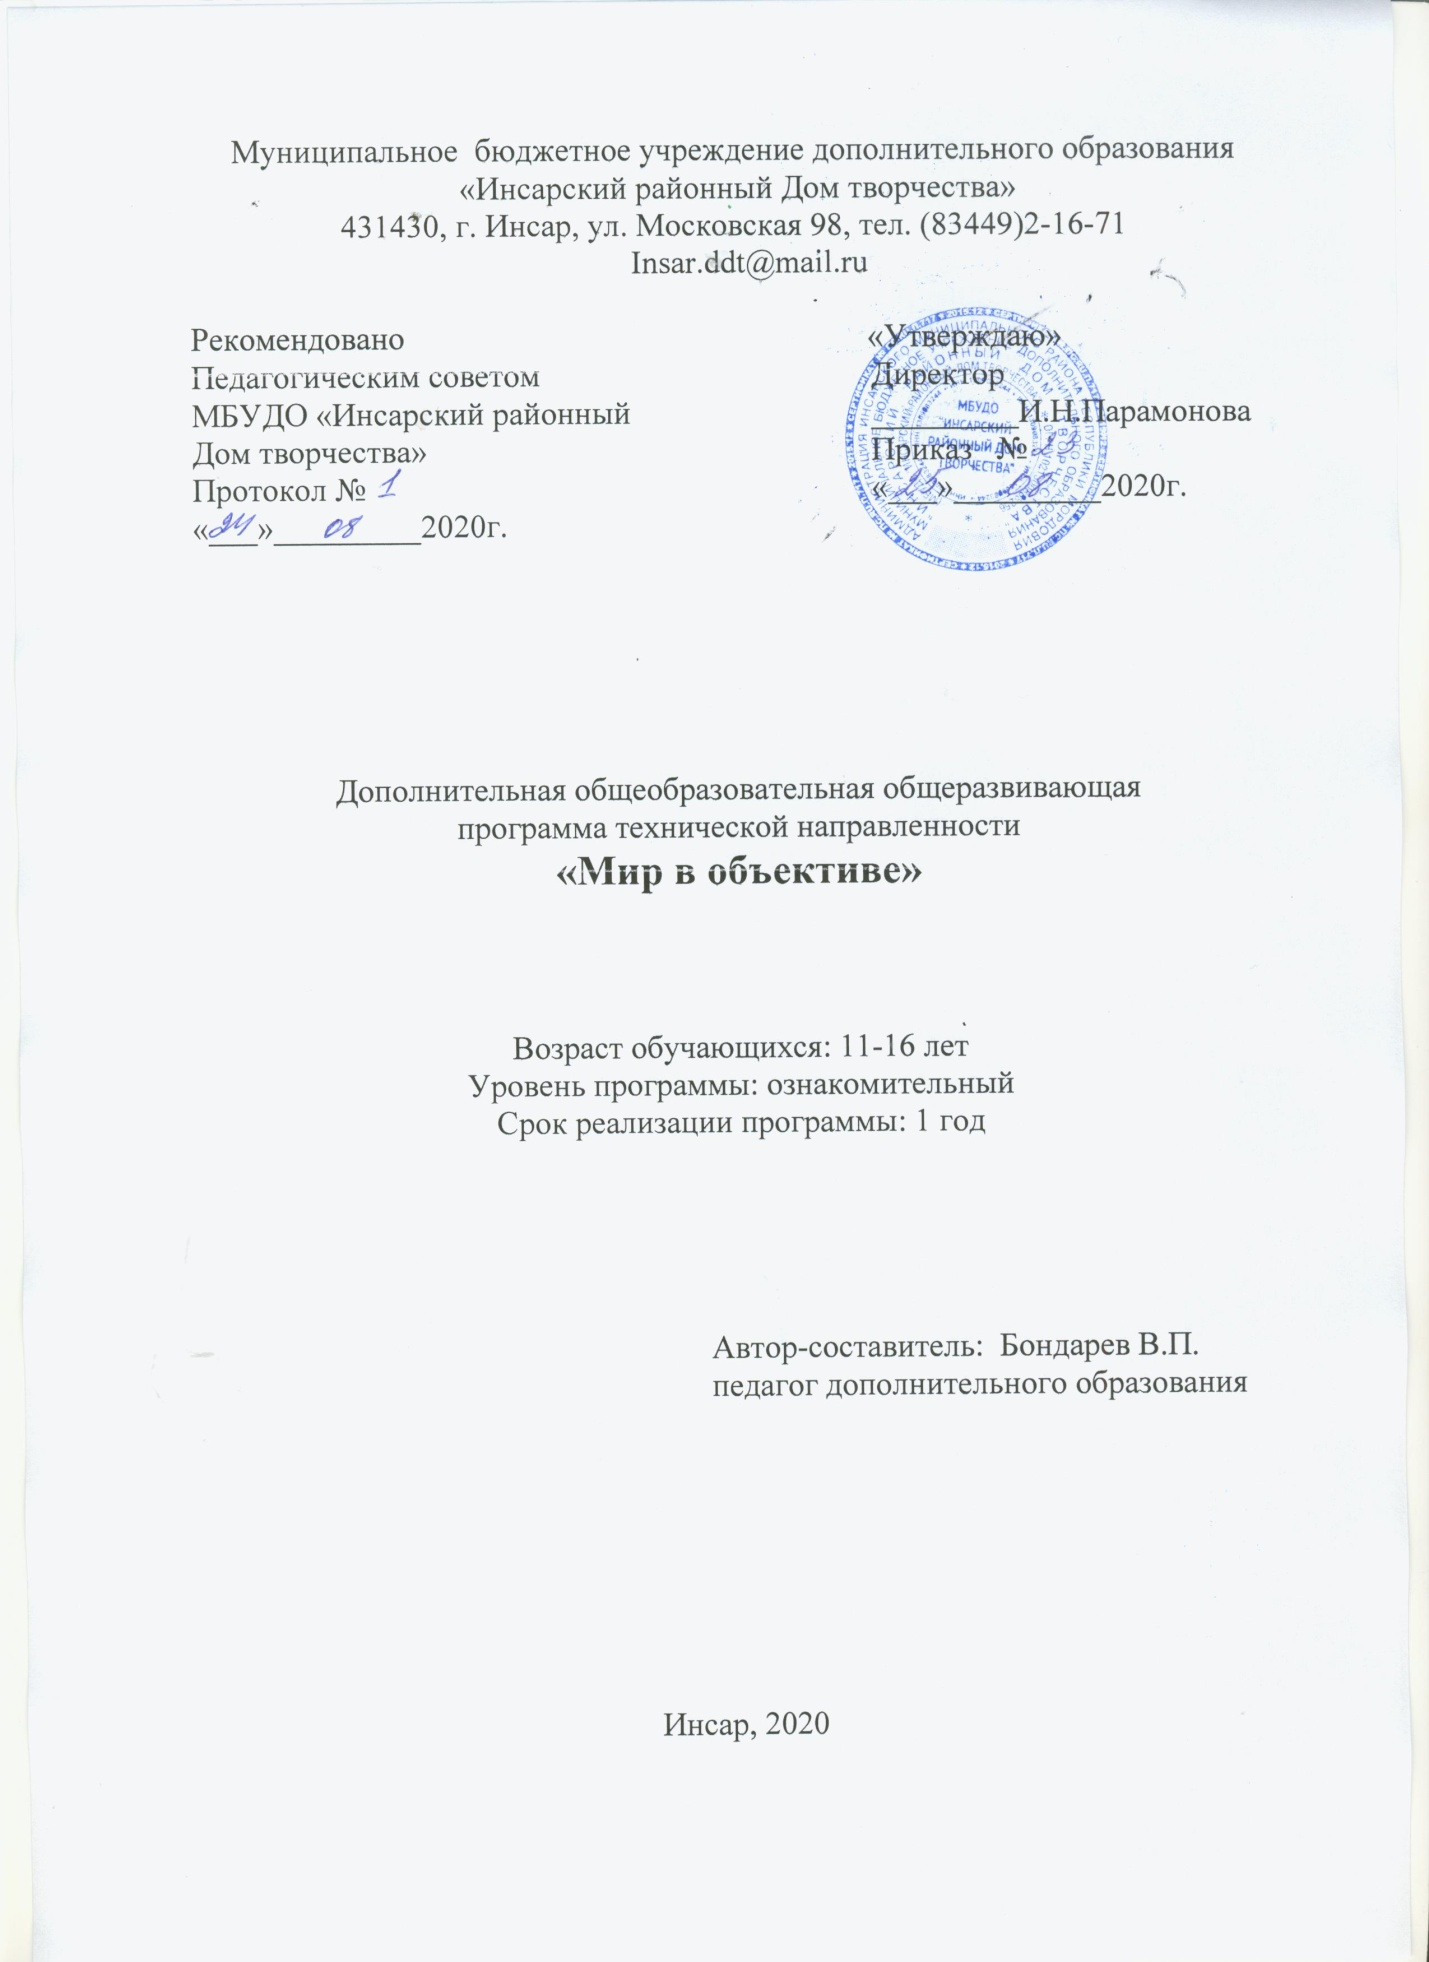 Муниципальное бюджетное учреждение дополнительного образования
«Инсарский районный Дом творчества»
431430, г. Инсар, ул. Московская 98, тел. (83449)2-16-71
Insar.ddt@mail.ru
Рекомендовано
Педагогическим советом
МБУДО «Инсарский районный
Дом творчества»
Протокол № 1
«24» 08 2020г.
«Утверждаю»
Директор
__________И.Н.Парамонова
Приказ № 23
«25» 08 2020г.
МБУДО
"ИНСАРСКИЙ
РАЙОННЫЙ ДОМ
ТВОРЧЕСТВА"
Дополнительная общеобразовательная общеразвивающая
программа технической направленности
«Мир в объективе»
Возраст обучающихся: 11-16 лет
Уровень программы: ознакомительный
Срок реализации программы: 1 год
Автор-составитель: Бондарев В.П.
педагог дополнительного образования
Инсар, 2020